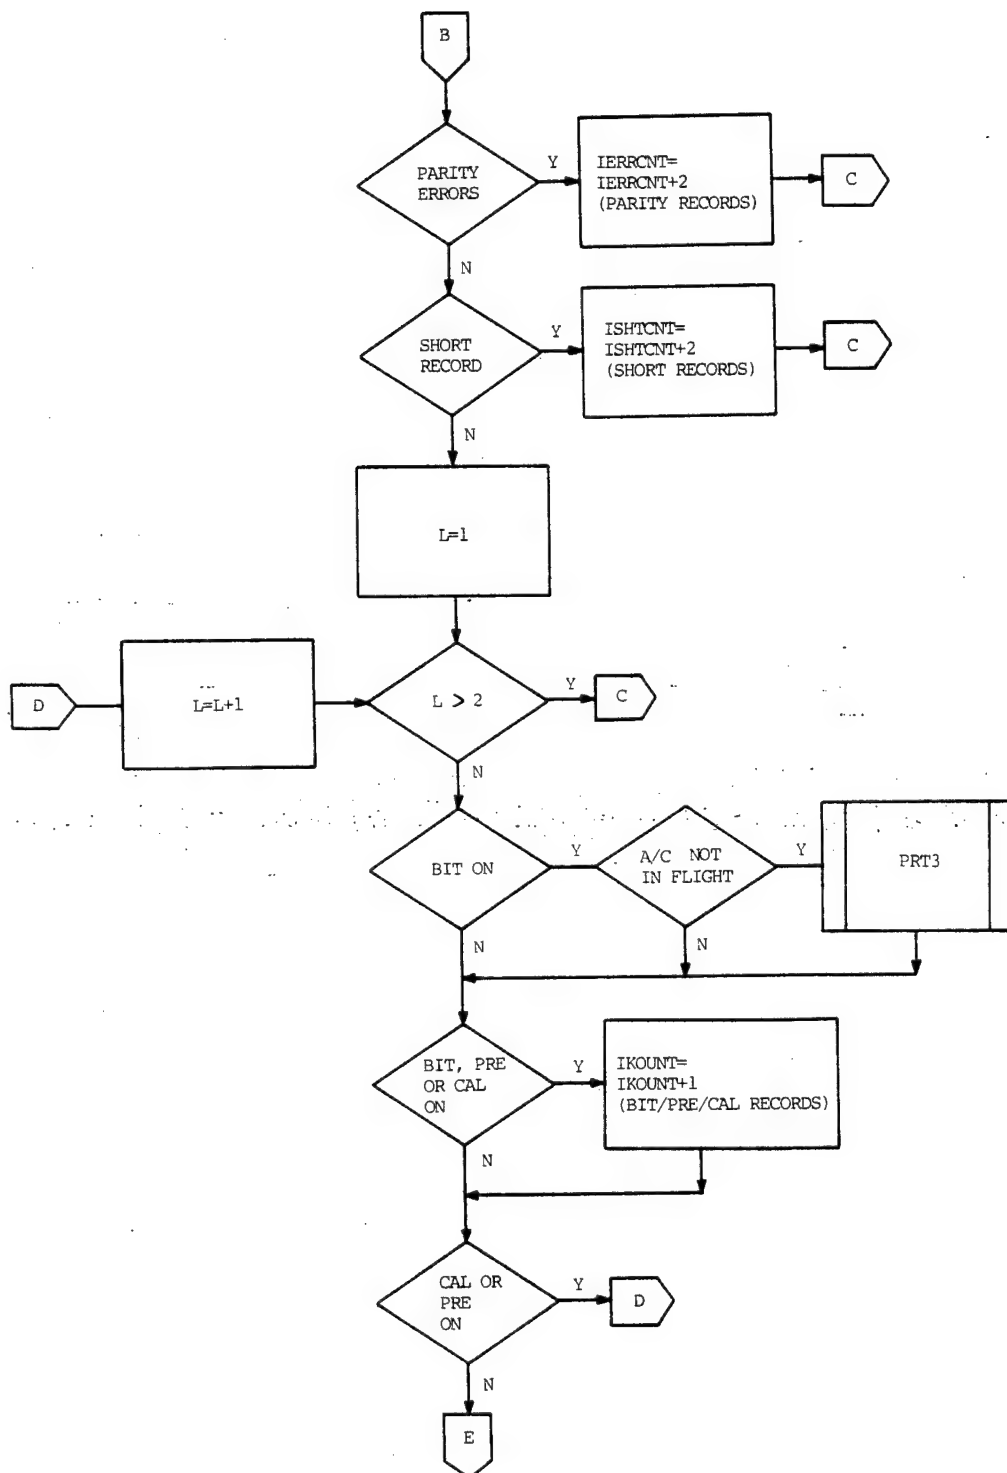 B
PARITY
ERRORS
Y
IERRCNT=
IERRCNT+2
(PARITY RECORDS)
C
N
SHORT
RECORD
Y
ISHTCNT=
ISHTCNT+2
(SHORT RECORDS)
C
N
L=1
D
L=L+1
L > 2
Y
C
N
BIT ON
Y
A/C NOT
IN FLIGHT
Y
PRT3
N
N
BIT, PRE
OR CAL
ON
Y
IKOUNT=
IKOUNT+1
(BIT/PRE/CAL RECORDS)
N
CAL OR
PRE
ON
Y
D
N
E